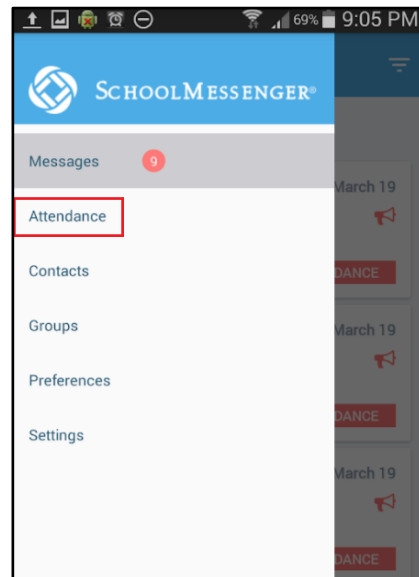 69% 9:05 PM
SCHOOLMESSENGER®
Messages 9
March 19
Attendance
Contacts
DANCE
Groups
March 19
Preferences
DANCE
Settings
March 19
DANCE